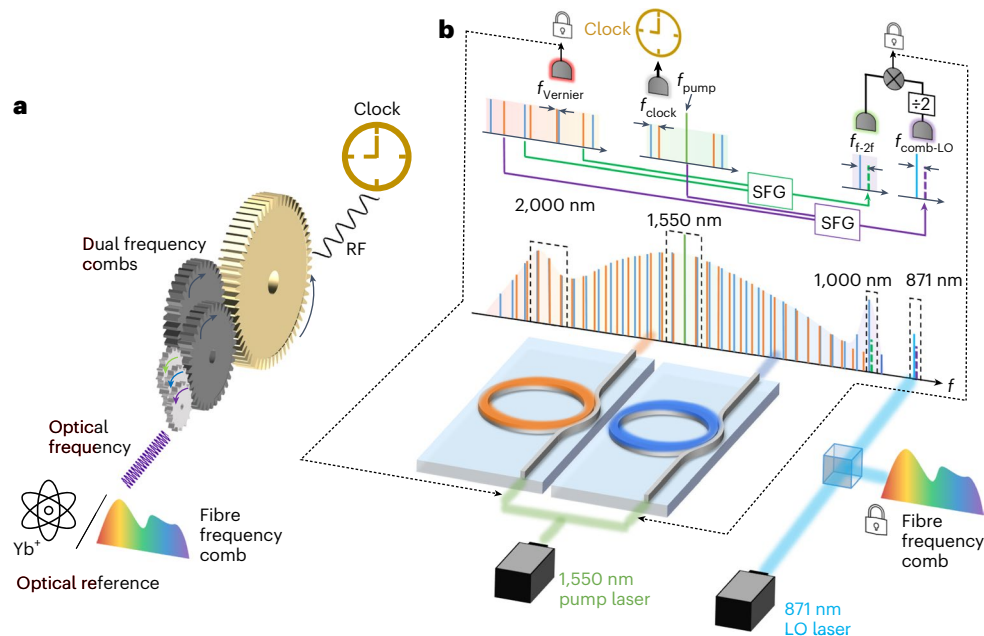 a
Clock
RF
Dual frequency
combs
Optical
frequency
Yb+
Fibre
frequency
comb
Optical reference
b
Clock
fVernier
fclock
fpump
÷2
ff-2f
fcomb-LO
SFG
SFG
2,000 nm
1,550 nm
1,000 nm
871 nm
f
Fibre
frequency
comb
1,550 nm
pump laser
871 nm
LO laser